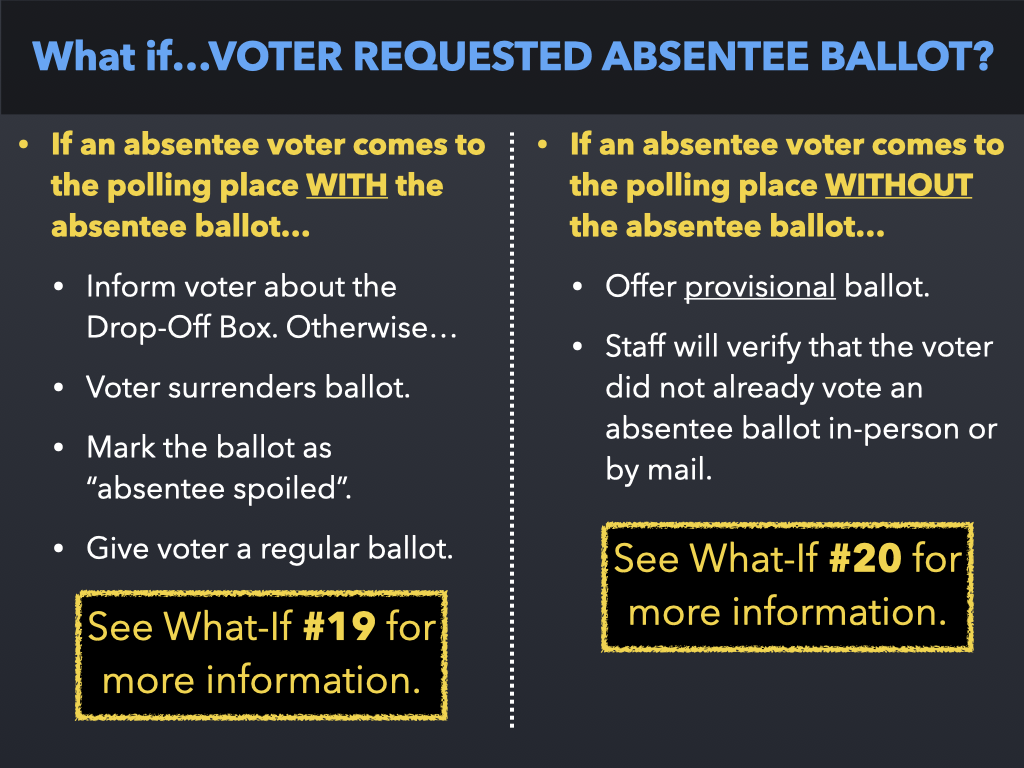 What if…VOTER REQUESTED ABSENTEE BALLOT?
• If an absentee voter comes to
the polling place WITH the
absentee ballot…
• Inform voter about the
Drop-Off Box. Otherwise…
• Voter surrenders ballot.
• Mark the ballot as
“absentee spoiled”.
• Give voter a regular ballot.
See What-If #19 for
more information.
• If an absentee voter comes to
the polling place WITHOUT
the absentee ballot…
• Offer provisional ballot.
• Staff will verify that the voter
did not already vote an
absentee ballot in-person or
by mail.
See What-If #20 for
more information.